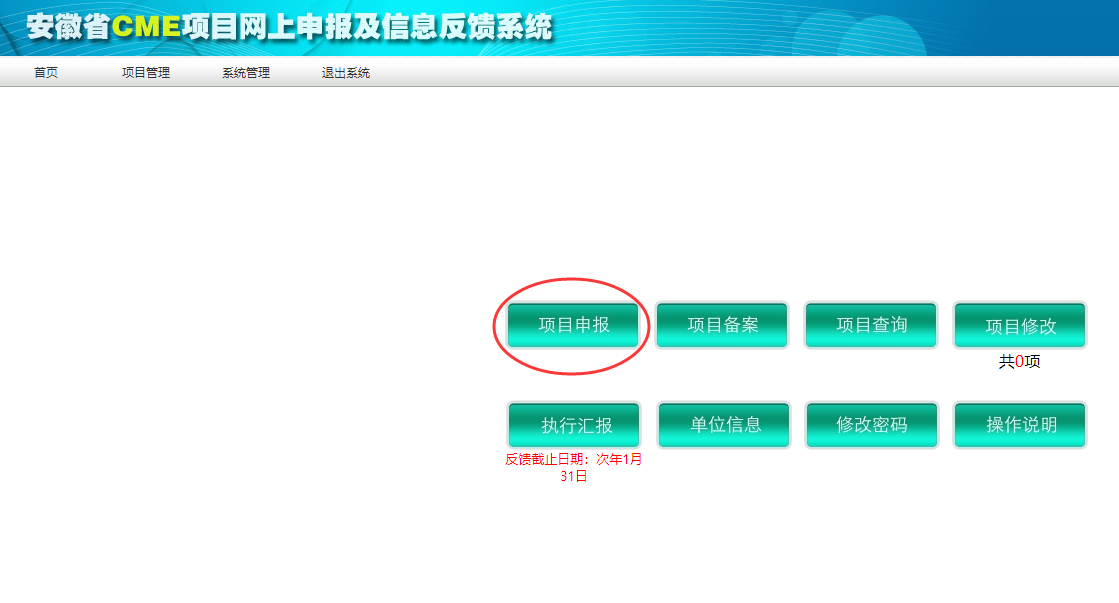 安徽省CME项目网上申报及信息反馈系统
首页 项目管理 系统管理 退出系统
项目申报 项目备案 项目查询 项目修改
共0项
执行汇报 单位信息 修改密码 操作说明
反馈截止日期：次年1月
31日